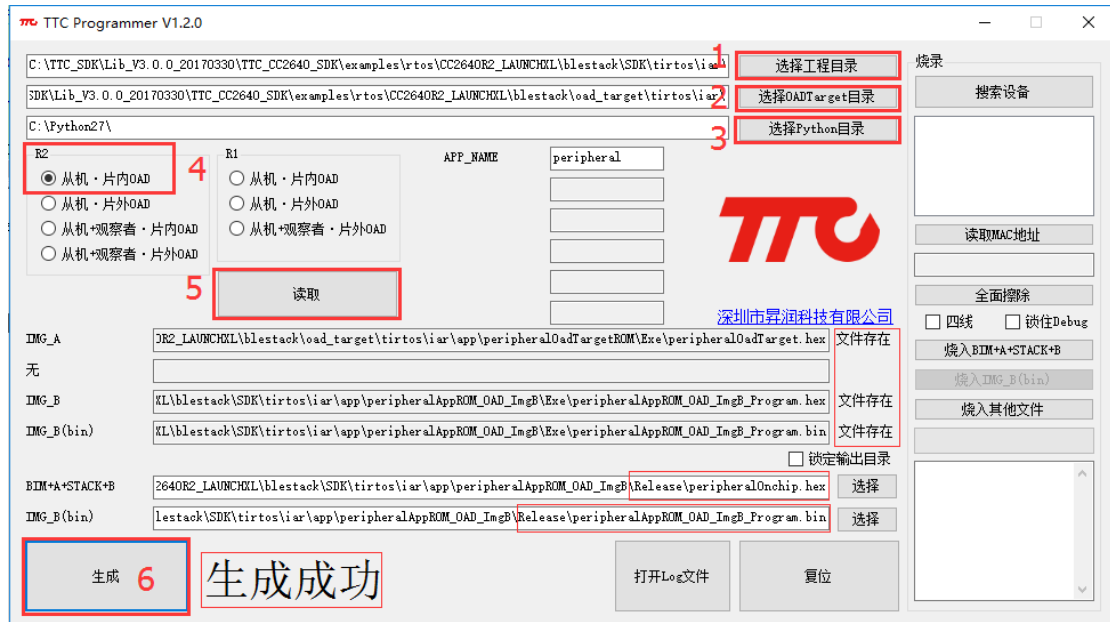 TTC Programmer V1.2.0
C:\TTC_SDK\Lib_V3.0.0_20170330\TTC_CC2640_SDK\examples\rtos\CC2640R2_LAUNCHXL\blestack\SDK\tirtos\iar\
1
选择工程目录
烧录
SDK\Lib_V3.0.0_20170330\TTC_CC2640_SDK\examples\rtos\CC2640R2_LAUNCHXL\blestack\oad_target\tirtos\iar\
2
选择OADTarget目录
搜索设备
C:\Python27\
3
选择Python目录
R2
R1
APP_NAME
peripheral
4
从机·片内OAD
从机·片内OAD
从机·片外OAD
从机·片外OAD
从机+观察者·片内OAD
从机+观察者·片外OAD
从机+观察者·片外OAD
TTC
读取MAC地址
5
读取
全面擦除
深圳市昇润科技有限公司
四线
锁住Debug
IMG_A
OR2_LAUNCHXL\blestack\oad_target\tirtos\iar\app\peripheralOadTargetROM\Exe\peripheralOadTarget.hex
文件存在
烧入BIM+A+STACK+B
无
烧入IMG_B(bin)
IMG_B
XL\blestack\SDK\tirtos\iar\app\peripheralAppROM_OAD_ImgB\Exe\peripheralAppROM_OAD_ImgB_Program.hex
文件存在
烧入其他文件
IMG_B(bin)
XL\blestack\SDK\tirtos\iar\app\peripheralAppROM_OAD_ImgB\Exe\peripheralAppROM_OAD_ImgB_Program.bin
文件存在
锁定输出目录
BIM+A+STACK+B
2640R2_LAUNCHXL\blestack\SDK\tirtos\iar\app\peripheralAppROM_OAD_ImgB\Release\peripheralOnchip.hex
选择
IMG_B(bin)
lestack\SDK\tirtos\iar\app\peripheralAppROM_OAD_ImgB\Release\peripheralAppROM_OAD_ImgB_Program.bin
选择
生成
6
生成成功
打开Log文件
复位